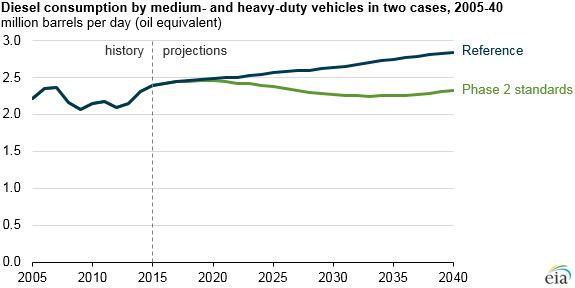 Diesel consumption by medium- and heavy-duty vehicles in two cases, 2005-40
million barrels per day (oil equivalent)
3.0
history
projections
Reference
2.5
Phase 2 standards
2.0
1.5
1.0
0.5
0.0
2005 2010 2015 2020 2025 2030 2035 2040
eia